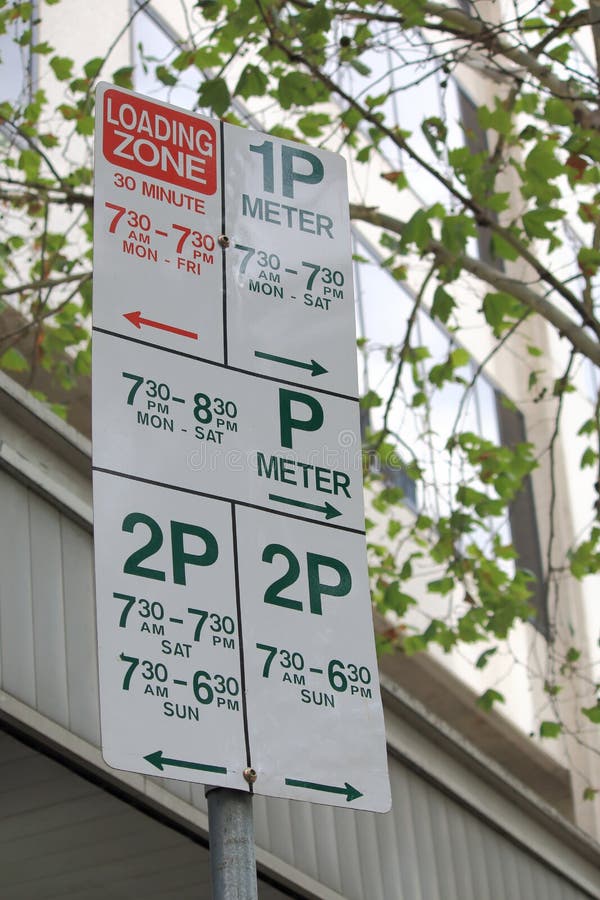 LOADING
ZONE
30 MINUTE
7 30 AM – 7 30 PM
MON - FRI
1P
METER
7 30 AM – 7 30 PM
MON - SAT
7 30 PM – 8 30 PM
MON - SAT
P
METER
2P
7 30 AM – 7 30 PM
SAT
7 30 AM – 6 30 PM
SUN
2P
7 30 AM – 6 30 PM
SUN
dreamstime